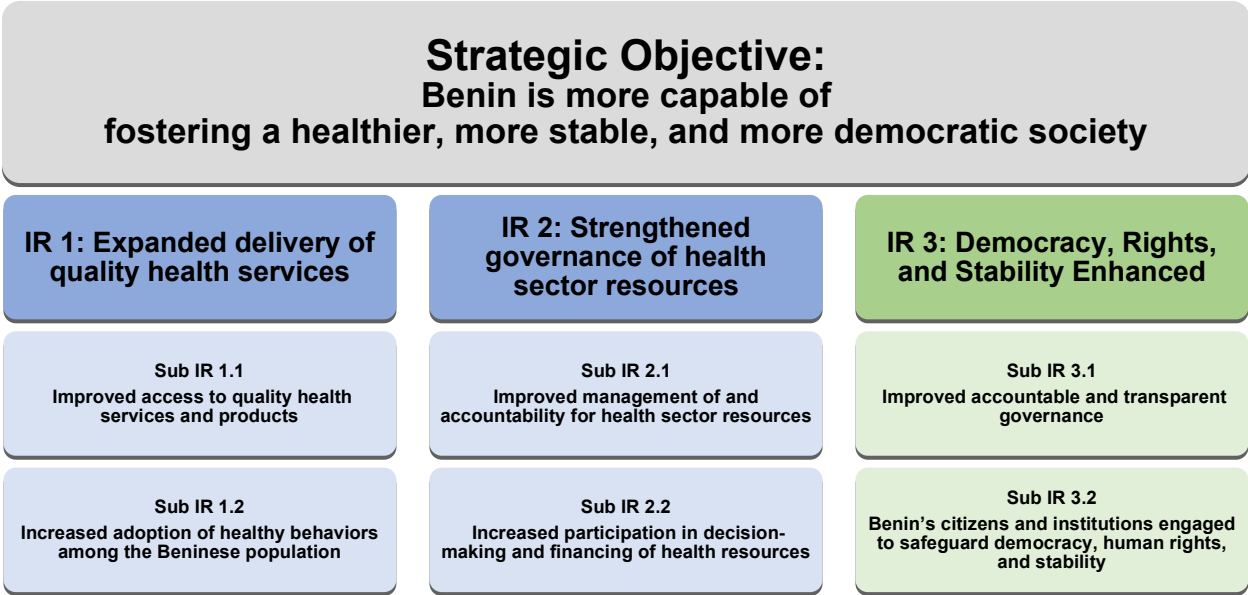 Strategic Objective:
Benin is more capable of
fostering a healthier, more stable, and more democratic society
IR 1: Expanded delivery of
quality health services
IR 2: Strengthened
governance of health
sector resources
IR 3: Democracy, Rights,
and Stability Enhanced
Sub IR 1.1
Improved access to quality health
services and products
Sub IR 2.1
Improved management of and
accountability for health sector resources
Sub IR 3.1
Improved accountable and transparent
governance
Sub IR 1.2
Increased adoption of healthy behaviors
among the Beninese population
Sub IR 2.2
Increased participation in decision-
making and financing of health resources
Sub IR 3.2
Benin’s citizens and institutions engaged
to safeguard democracy, human rights,
and stability